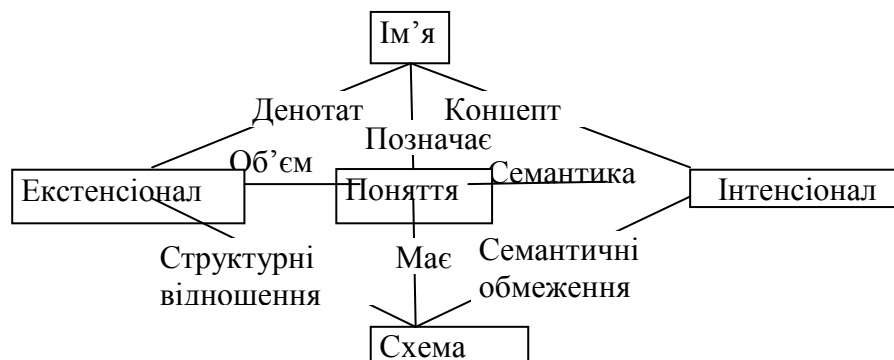 Ім’я
Денотат
Концепт
Позначає
Об’єм
Семантика
Екстенсіонал
Поняття
Інтенсіонал
Структурні
відношення
Має
Семантичні
обмеження
Схема